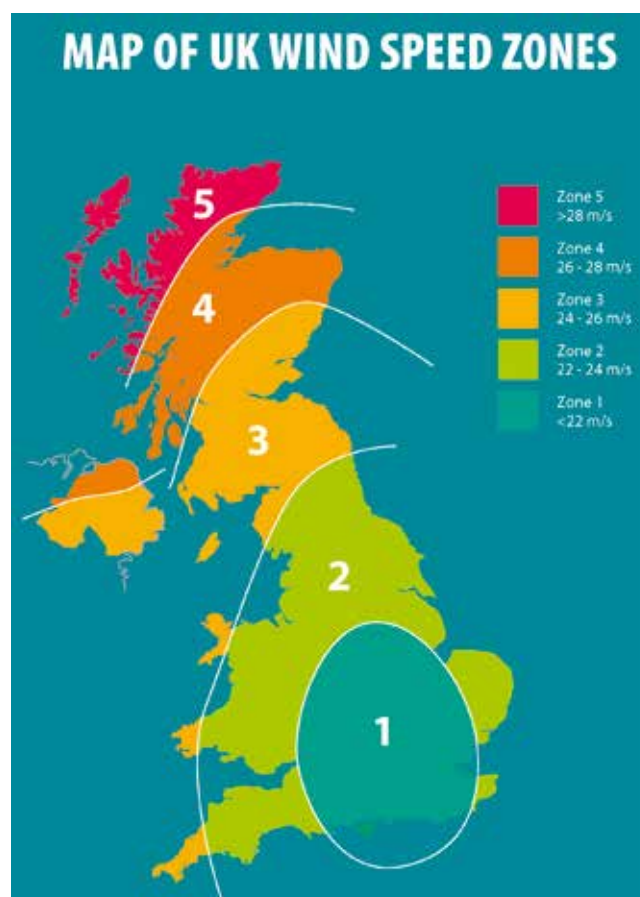 MAP OF UK WIND SPEED ZONES
5
4
3
2
1
Zone 5
>28 m/s
Zone 4
26 - 28 m/s
Zone 3
24 - 26 m/s
Zone 2
22 - 24 m/s
Zone 1
<22 m/s